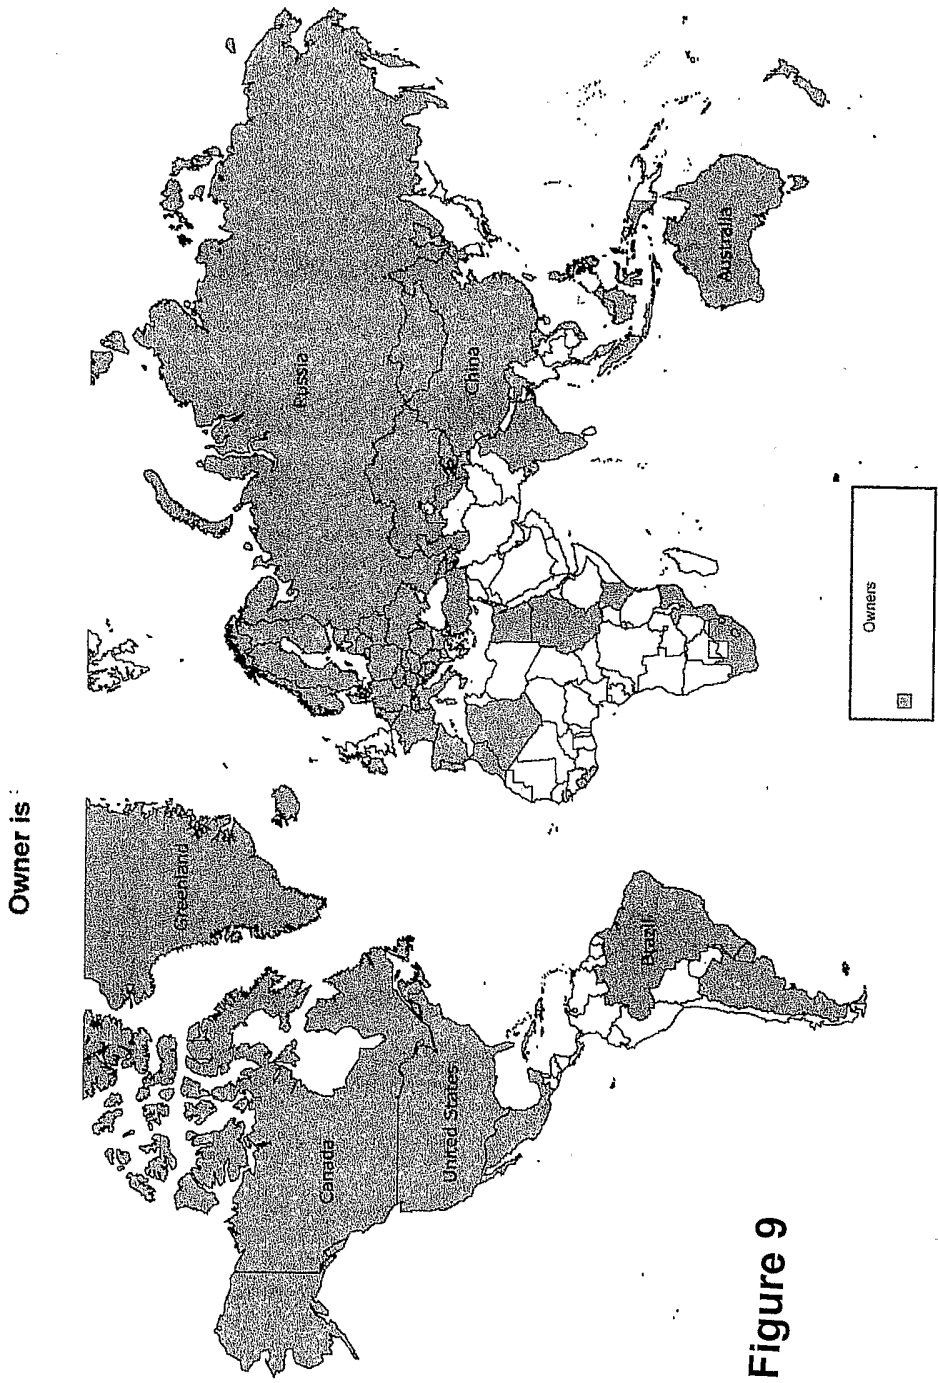 Owner is :
Greenland
Russia
Canada
United States
China
Brazil
Australia
Owners
Figure 9